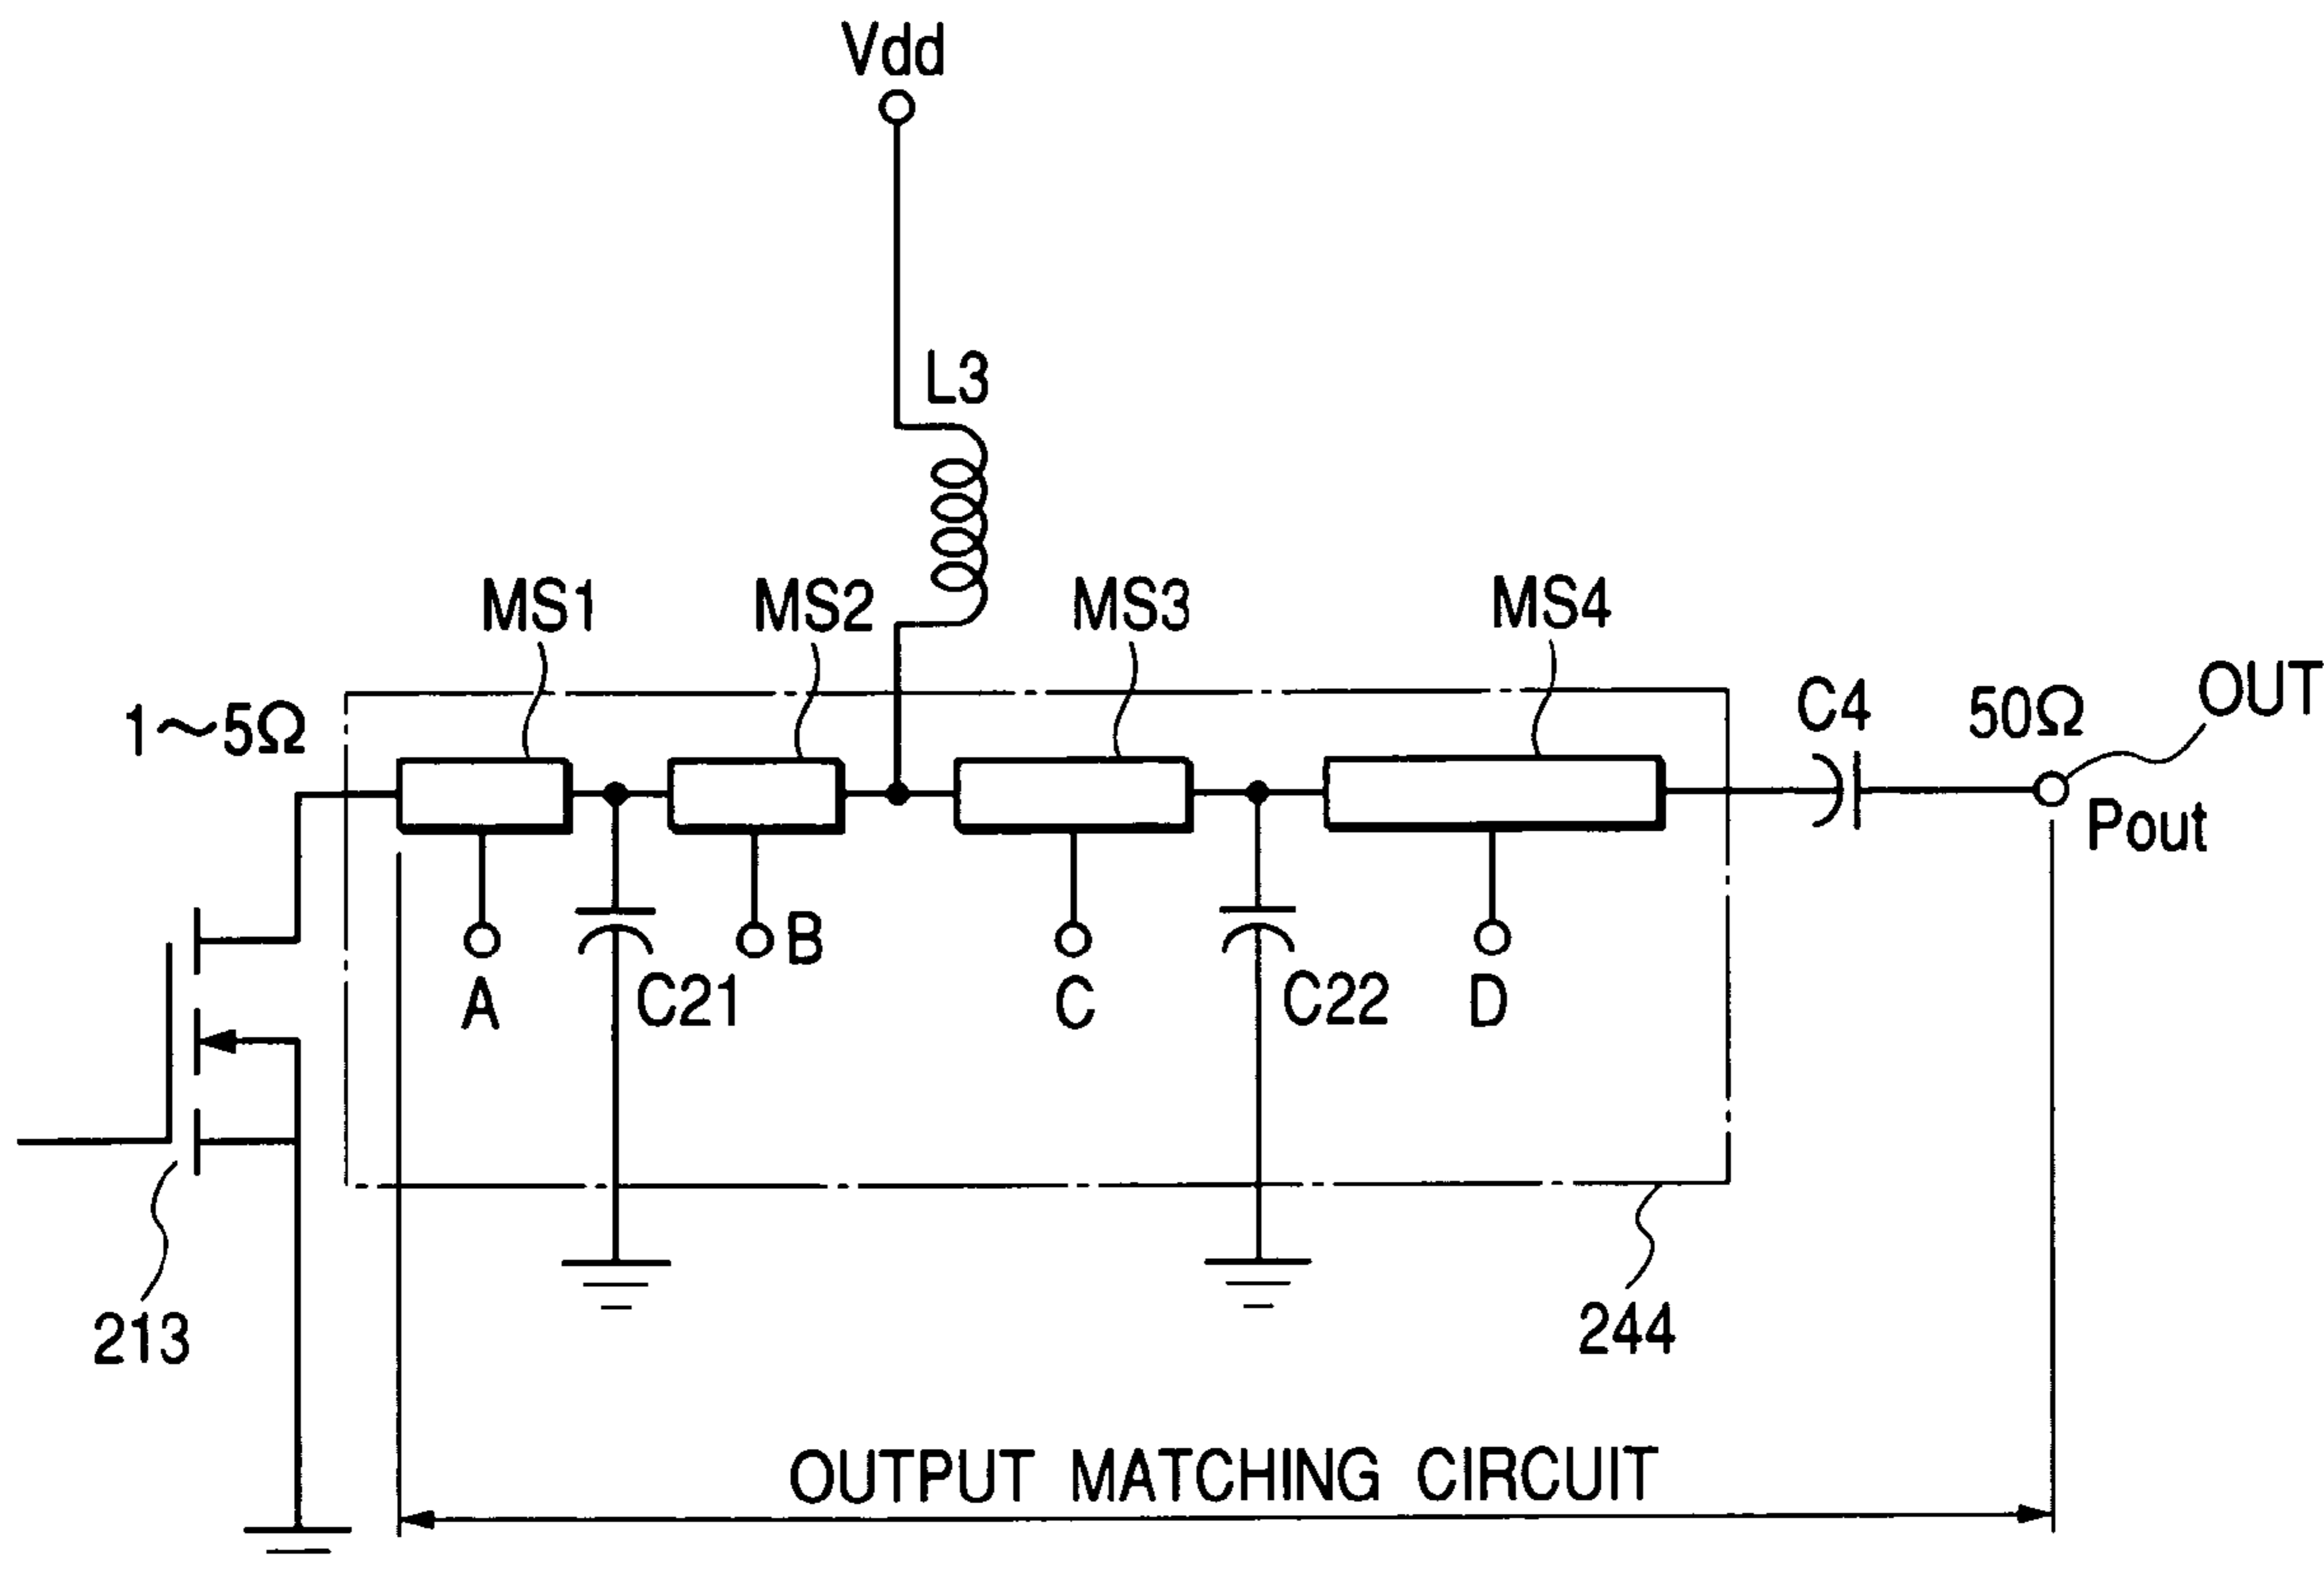 Vdd
L3
MS1
MS2
MS3
MS4
1～5Ω
C4
50Ω
OUT
Pout
A
C21
B
C
C22
D
213
244
OUTPUT MATCHING CIRCUIT